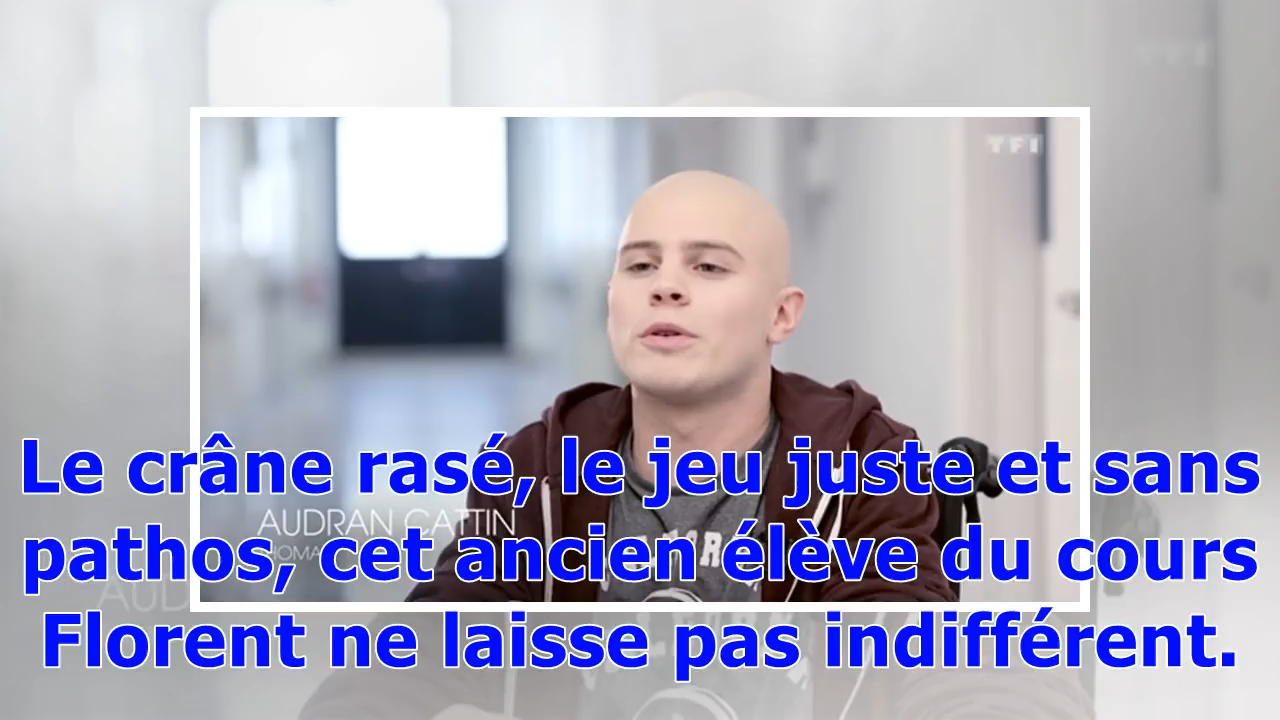 TF1
Le crâne rasé, le jeu juste et sans
AUDRAN CATTIN
pathos, cet ancien élève du cours
Florent ne laisse pas indifférent.